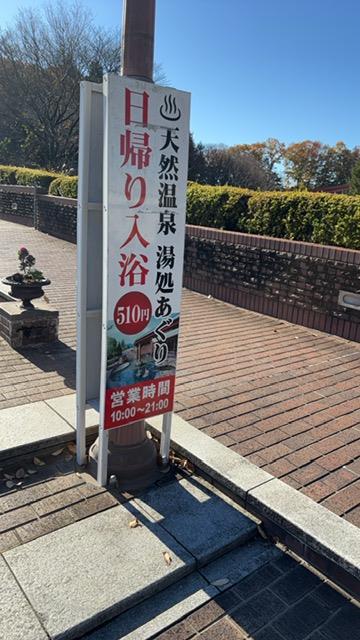 ♨天然温泉 湯処あぐり
日帰り入浴
510円
営業時間
10:00～21:00